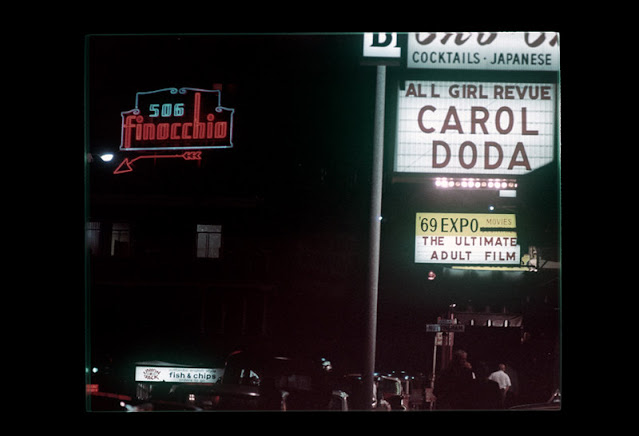 506
finocchio
COCKTAILS · JAPANESE
ALL GIRL REVUE
CAROL
DODA
'69 EXPO MOVIES
THE ULTIMATE
ADULT FILM
fish & chips